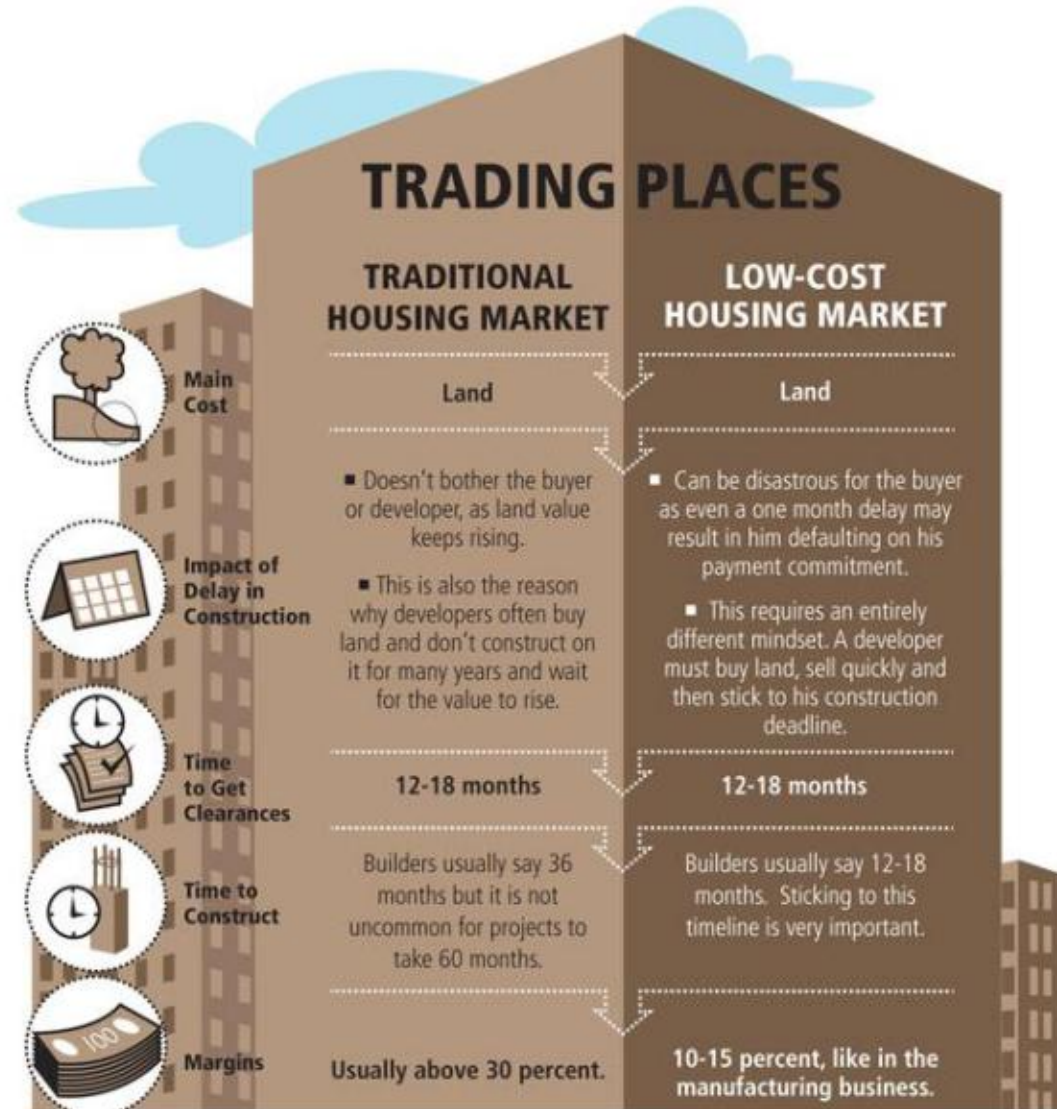 TRADING PLACES
TRADITIONAL
HOUSING MARKET
LOW-COST
HOUSING MARKET
Main
Cost
Land
Land
Impact of
Delay in
Construction
▪ Doesn't bother the buyer
or developer, as land value
keeps rising.
▪ This is also the reason
why developers often buy
land and don't construct on
it for many years and wait
for the value to rise.
▪ Can be disastrous for the buyer
as even a one month delay may
result in him defaulting on his
payment commitment.
▪ This requires an entirely
different mindset. A developer
must buy land, sell quickly and
then stick to his construction
deadline.
Time
to Get
Clearances
12-18 months
12-18 months
Time to
Construct
Builders usually say 36
months but it is not
uncommon for projects to
take 60 months.
Builders usually say 12-18
months. Sticking to this
timeline is very important.
100
Margins
Usually above 30 percent.
10-15 percent, like in the
manufacturing business.